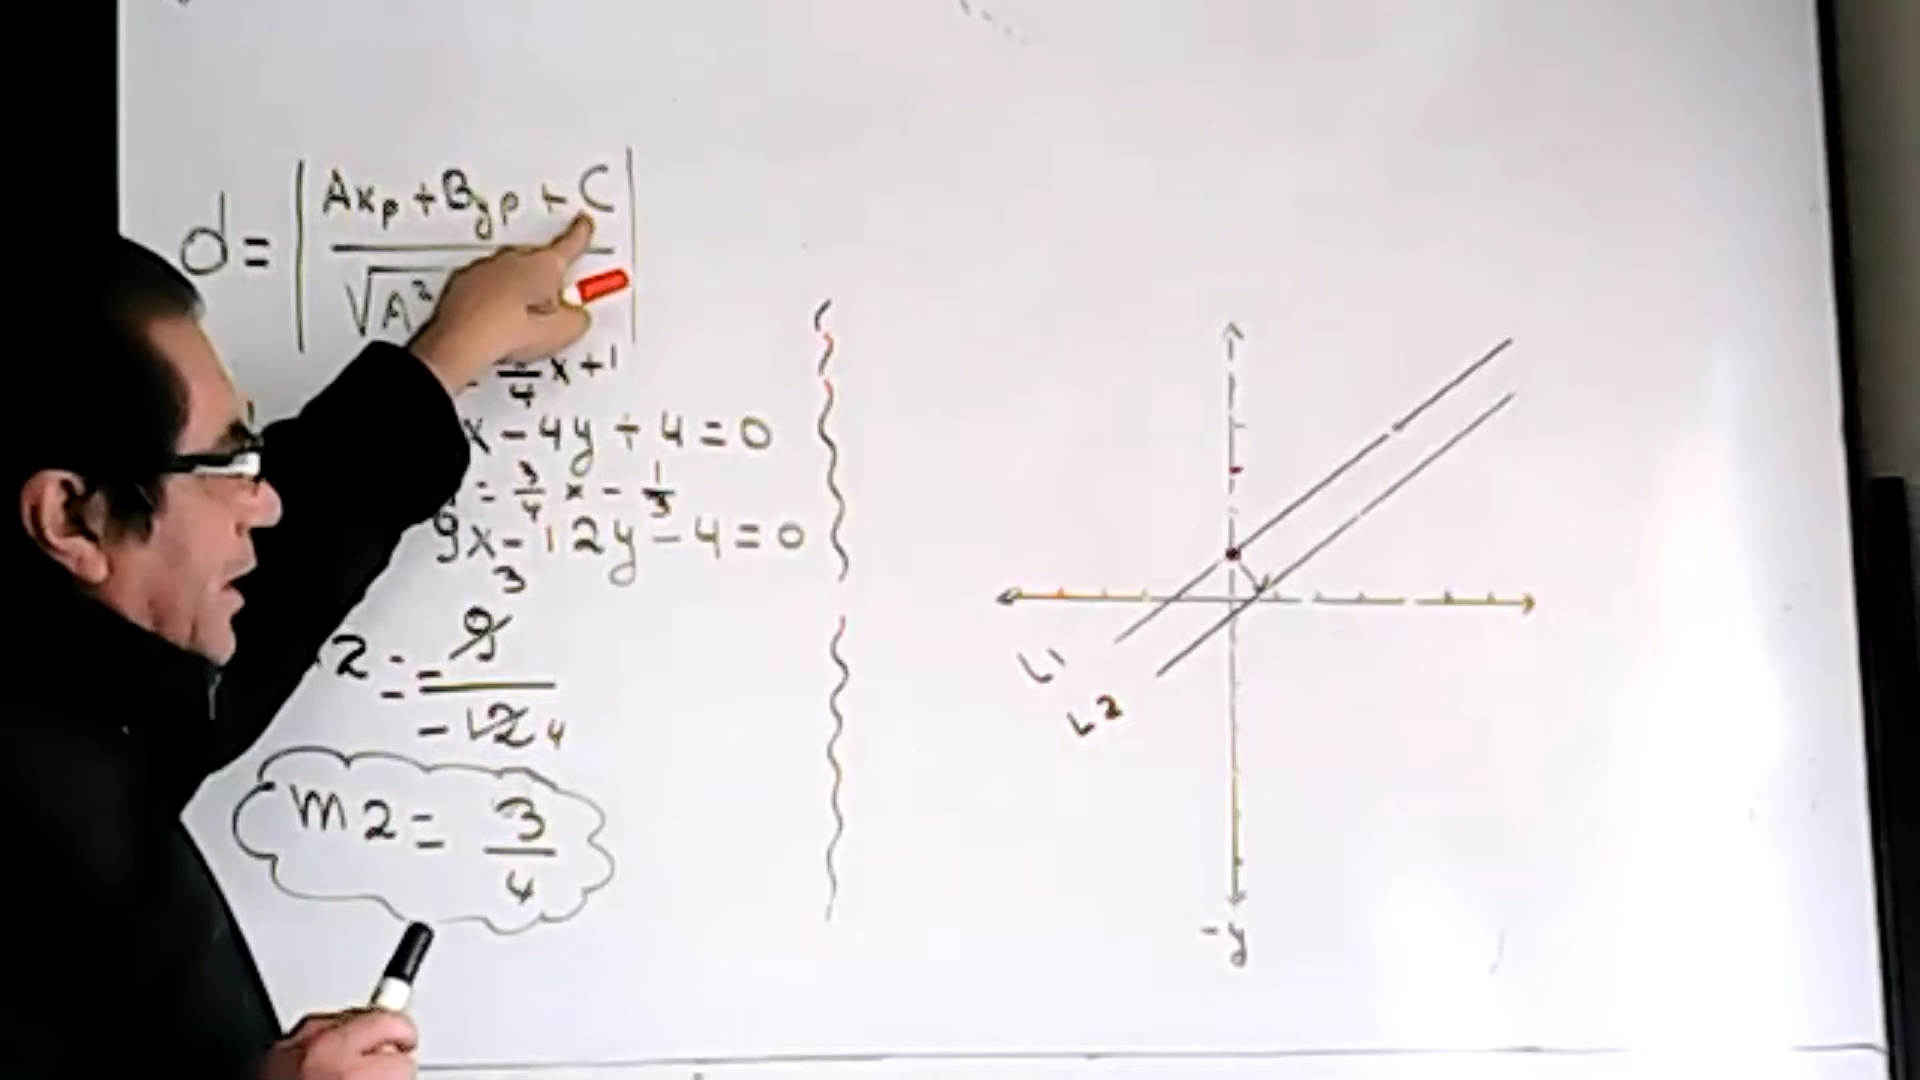 d = | Axp + Byp + C |
√A²
/4 x + 1
x - 4y + 4 = 0
= 3/4 x - 1/3
9x - 12y - 4 = 0
3
2 = - 9
- 12 4
m2 = 3/4
L1
L2
-y